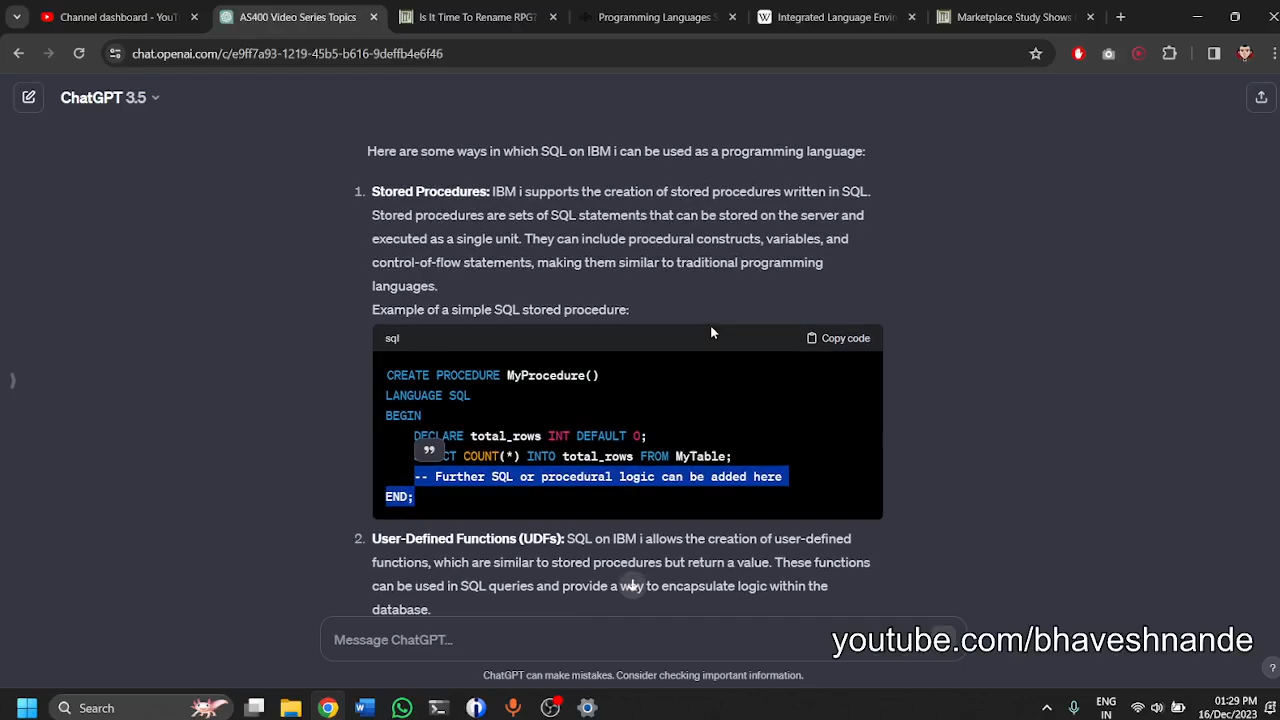 Channel dashboard - YouT
AS400 Video Series Topics
Is It Time To Rename RPGT
Programming Languages S
Integrated Language Envir
Marketplace Study Shows
chat.openai.com/c/e9ff7a93-1219-45b5-b616-9deffb4e6f46
ChatGPT 3.5
Here are some ways in which SQL on IBM i can be used as a programming language:
1. Stored Procedures: IBM i supports the creation of stored procedures written in SQL.
Stored procedures are sets of SQL statements that can be stored on the server and
executed as a single unit. They can include procedural constructs, variables, and
control-of-flow statements, making them similar to traditional programming
languages.
Example of a simple SQL stored procedure:
sql
Copy code
CREATE PROCEDURE MyProcedure()
LANGUAGE SQL
BEGIN
DECLARE total_rows INT DEFAULT 0;
CT COUNT(*) INTO total_rows FROM MyTable;
-- Further SQL or procedural logic can be added here
END;
2. User-Defined Functions (UDFs): SQL on IBM i allows the creation of user-defined
functions, which are similar to stored procedures but return a value. These functions
can be used in SQL queries and provide a way to encapsulate logic within the
database.
Message ChatGPT...
youtube.com/bhaveshnande
ChatGPT can make mistakes. Consider checking important information.
?
Search
ENG
IN
01:29 PM
16/Dec/2023